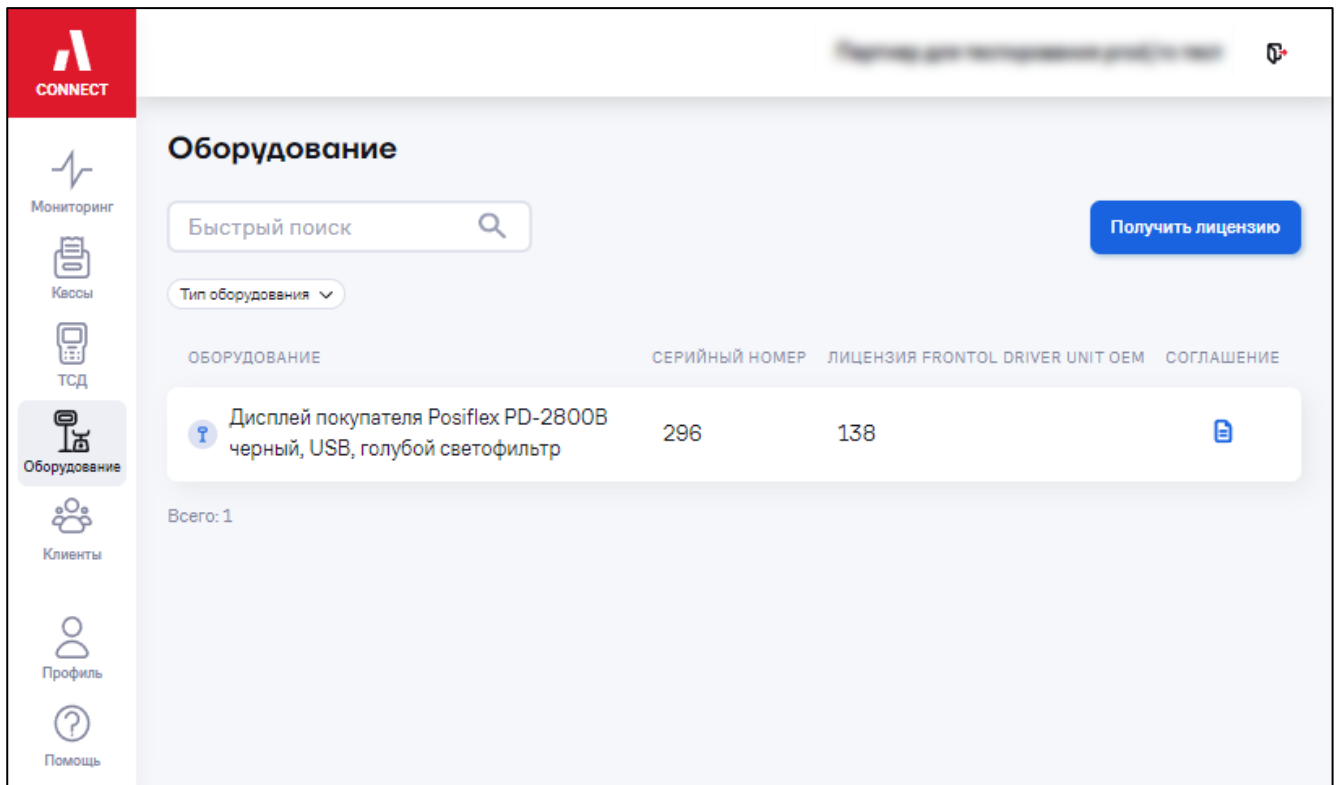 CONNECT
Мониторинг
Кассы
ТСД
Оборудование
Клиенты
Профиль
Помощь
Оборудование
Быстрый поиск
Получить лицензию
Тип оборудования
ОБОРУДОВАНИЕ СЕРИЙНЫЙ НОМЕР ЛИЦЕНЗИЯ FRONTOL DRIVER UNIT OEM СОГЛАШЕНИЕ
Дисплей покупателя Posiflex PD-2800B
черный, USB, голубой светофильтр
296
138
Всего: 1